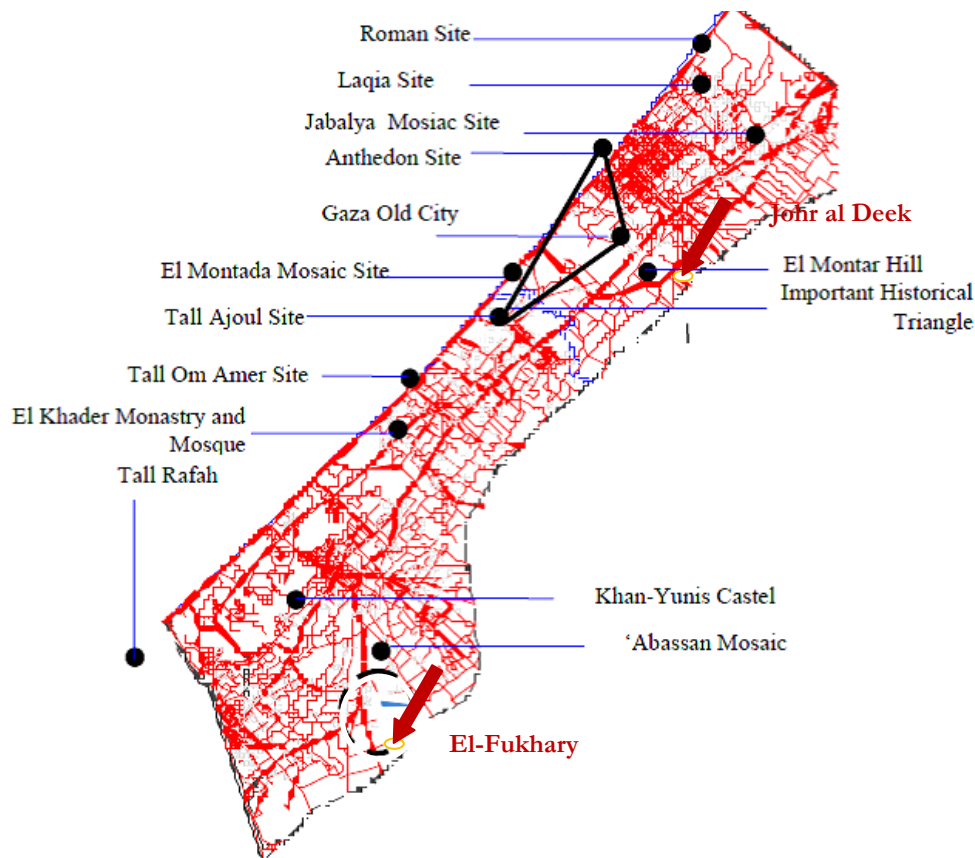 Roman Site
Laqia Site
Jabalya Mosiac Site
Anthedon Site
Gaza Old City
Johr al Deek
El Montada Mosaic Site
El Montar Hill
Important Historical
Triangle
Tall Ajoul Site
Tall Om Amer Site
El Khader Monastry and
Mosque
Tall Rafah
Khan-Yunis Castel
‘Abassan Mosaic
El-Fukhary